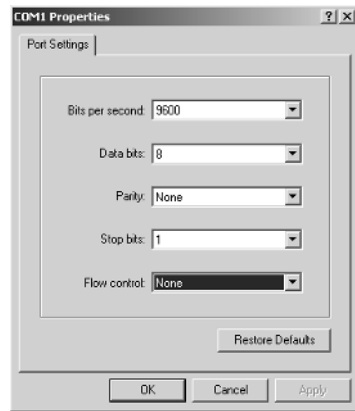 COM1 Properties
Port Settings
Bits per second: 9600
Data bits: 8
Parity: None
Stop bits: 1
Flow control: None
Restore Defaults
OK Cancel Apply